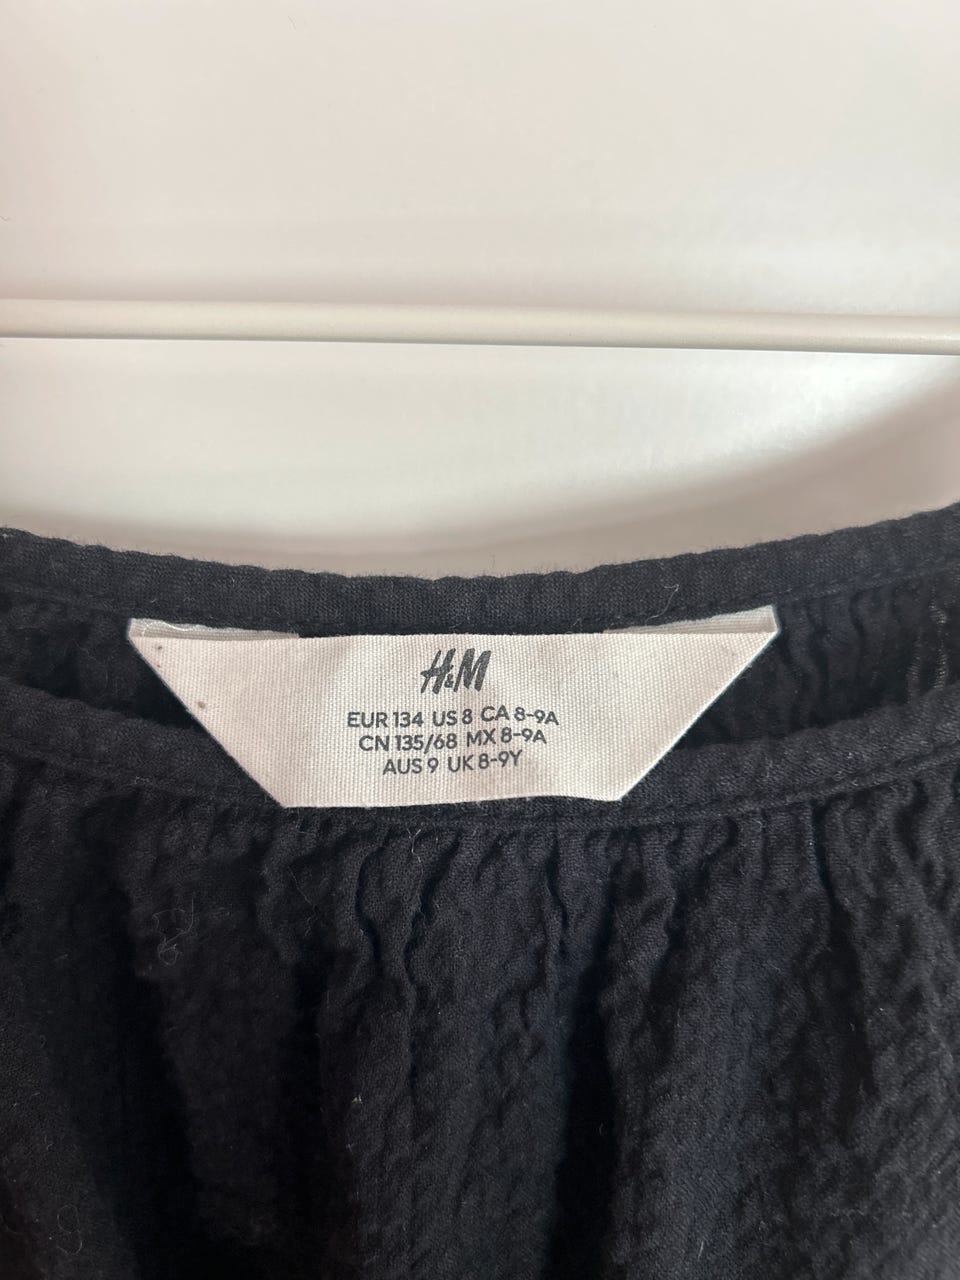 H&M
EUR 134 US 8 CA 8-9A
CN 135/68 MX 8-9A
AUS 9 UK 8-9Y